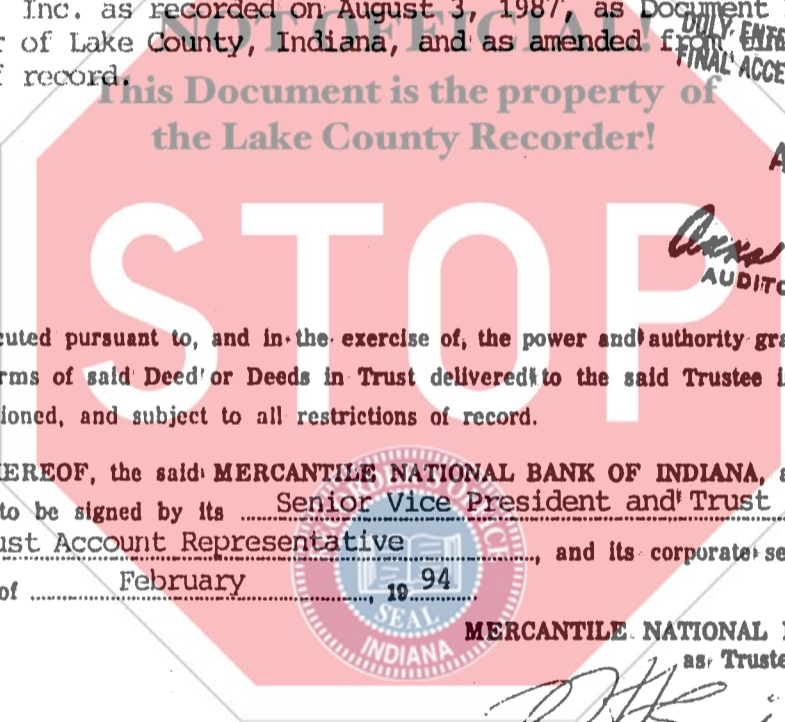 Inc. as recorded on August 3, 1987, as Document
NOT OFFICIAL!
DULY ENTE
of Lake County, Indiana, and as amended from
FINAL ACCE
record.
This Document is the property of
the Lake County Recorder!
A
STOP
AUDITO
cuted pursuant to, and in the exercise of, the power and authority gra
rms of said Deed or Deeds in Trust delivered to the said Trustee i
ioned, and subject to all restrictions of record.
EREOF, the said MERCANTILE NATIONAL BANK OF INDIANA, a
to be signed by its Senior Vice President and Trust
ust Account Representative, and its corporate se
of February, 19 94
RECORDER'S OFFICE
SEAL
INDIANA
MERCANTILE NATIONAL
as Truste